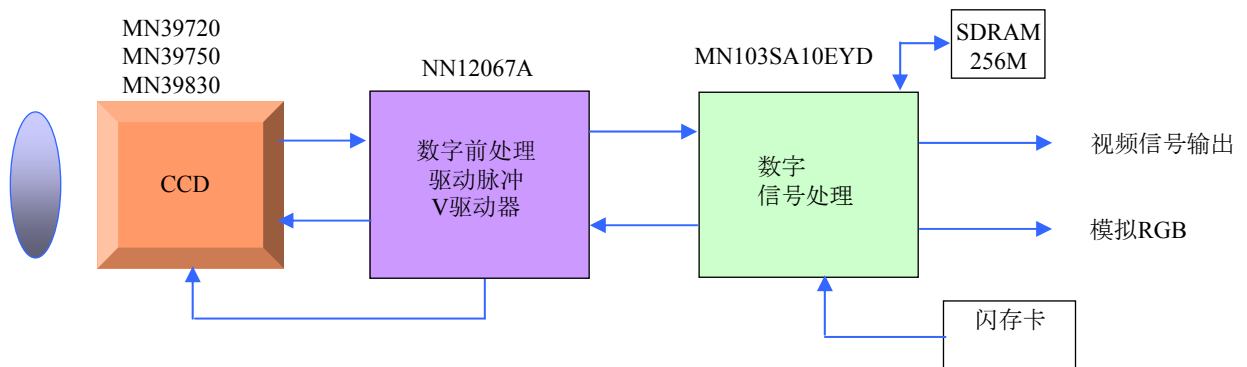 MN39720
MN39750
MN39830
CCD
NN12067A
数字前处理
驱动脉冲
V驱动器
MN103SA10EYD
数字
信号处理
SDRAM
256M
视频信号输出
模拟RGB
闪存卡